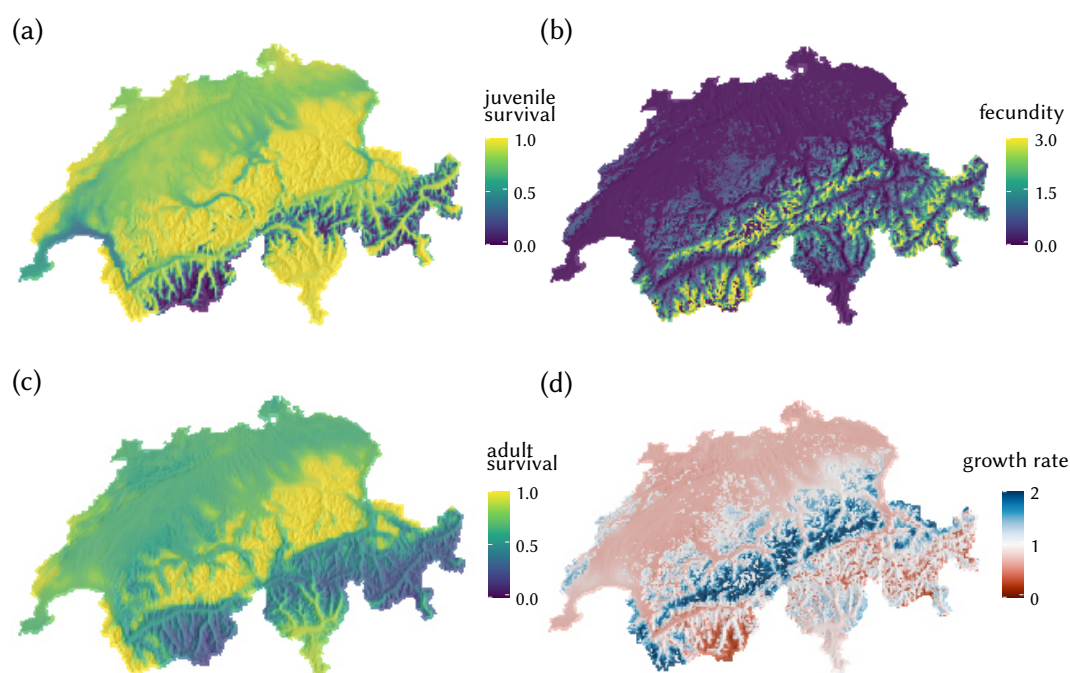 (a)
juvenile
survival
1.0
0.5
0.0
(b)
fecundity
3.0
1.5
0.0
(c)
adult
survival
1.0
0.5
0.0
(d)
growth rate
2
1
0